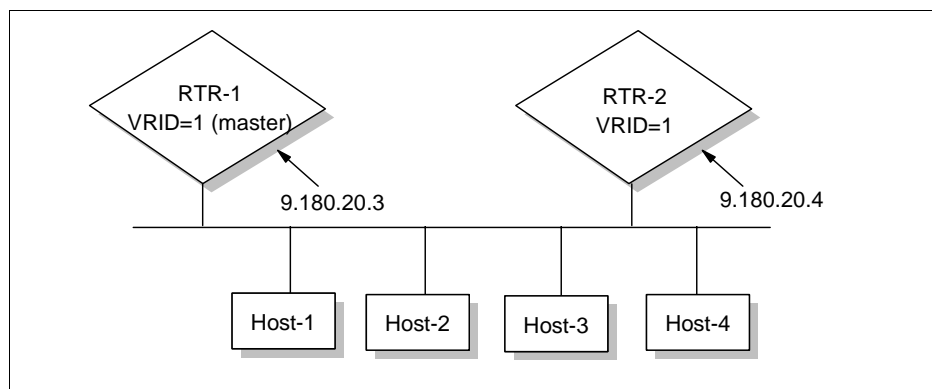 RTR-1
VRID=1 (master)
RTR-2
VRID=1
9.180.20.3
9.180.20.4
Host-1
Host-2
Host-3
Host-4